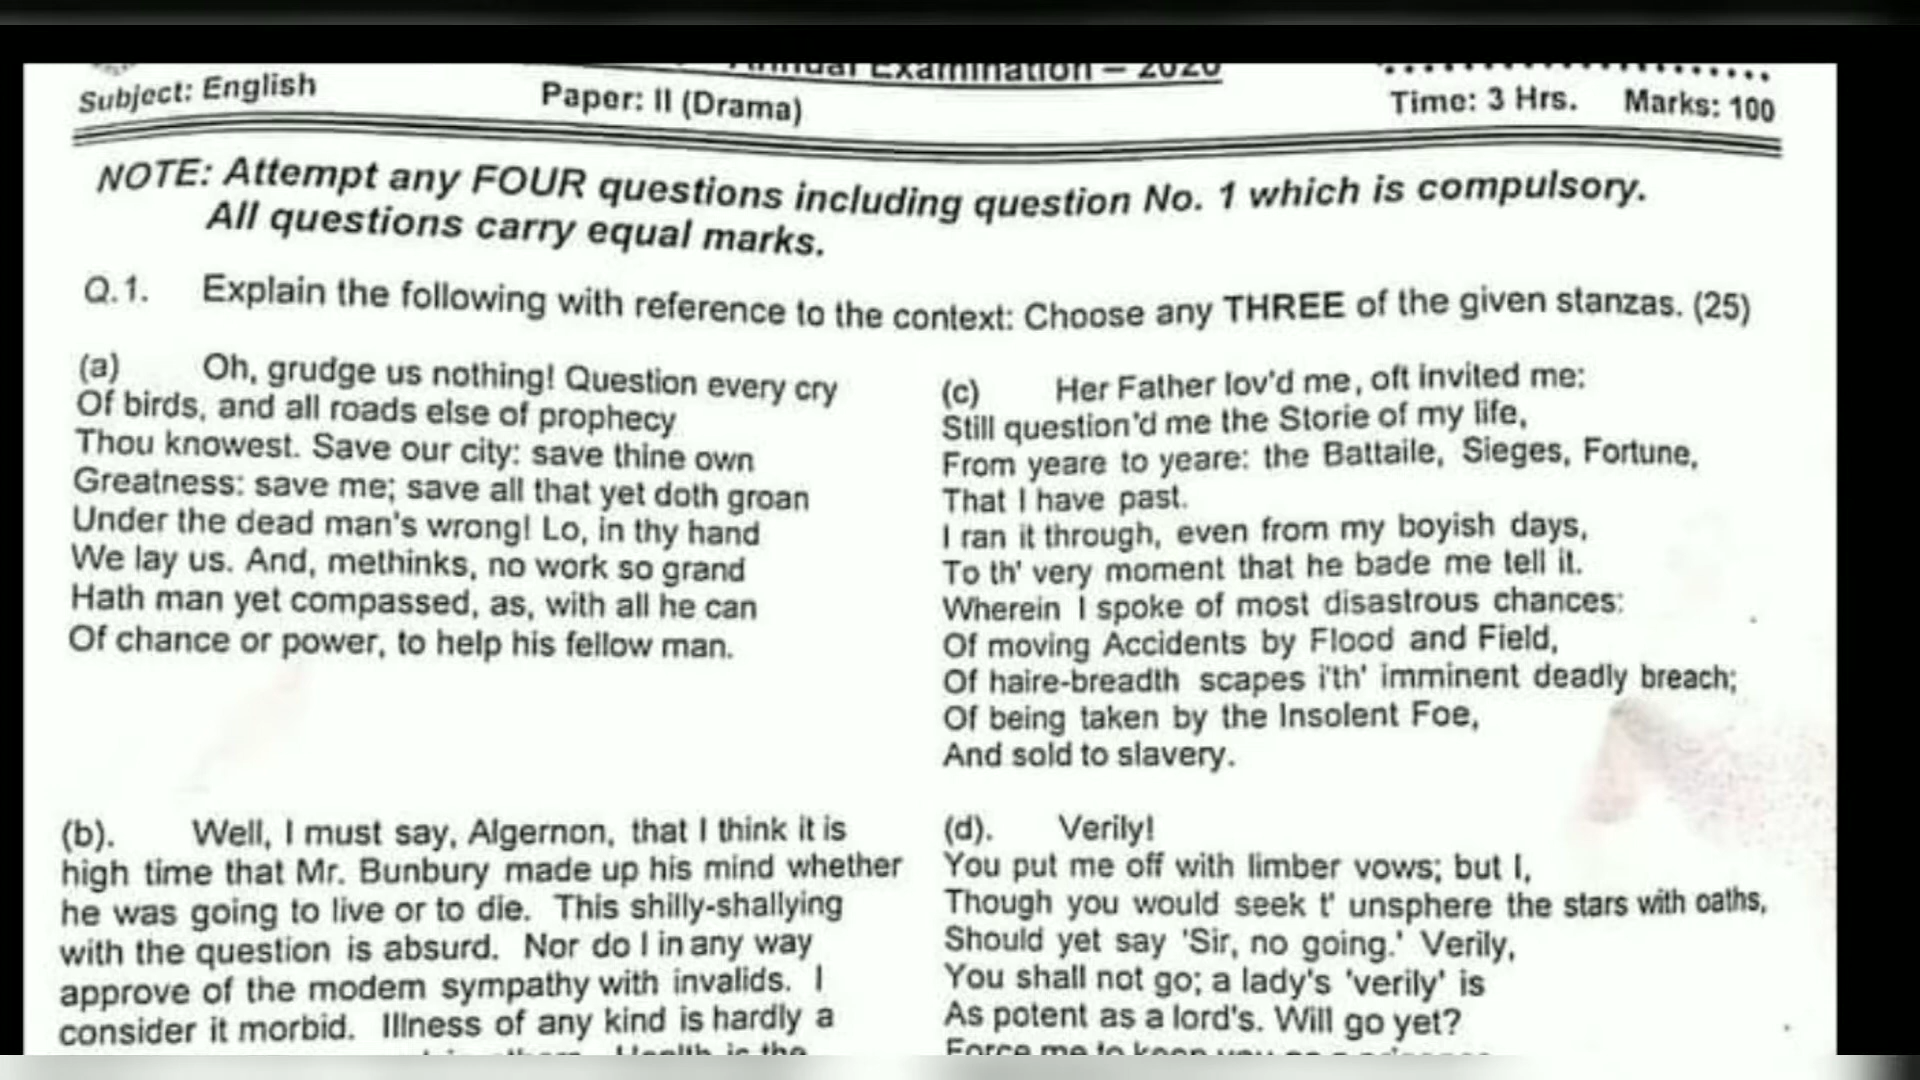 Annual Examination – 2020
Subject: English
Paper: II (Drama)
Time: 3 Hrs. Marks: 100
NOTE: Attempt any FOUR questions including question No. 1 which is compulsory.
All questions carry equal marks.
Q.1. Explain the following with reference to the context: Choose any THREE of the given stanzas. (25)
(a) Oh, grudge us nothing! Question every cry
Of birds, and all roads else of prophecy
Thou knowest. Save our city: save thine own
Greatness: save me; save all that yet doth groan
Under the dead man's wrong! Lo, in thy hand
We lay us. And, methinks, no work so grand
Hath man yet compassed, as, with all he can
Of chance or power, to help his fellow man.
(b). Well, I must say, Algernon, that I think it is
high time that Mr. Bunbury made up his mind whether
he was going to live or to die. This shilly-shallying
with the question is absurd. Nor do I in any way
approve of the modem sympathy with invalids. I
consider it morbid. Illness of any kind is hardly a
others. Health is the
(c) Her Father lov'd me, oft invited me:
Still question'd me the Storie of my life,
From yeare to yeare: the Battaile, Sieges, Fortune,
That I have past.
I ran it through, even from my boyish days,
To th' very moment that he bade me tell it.
Wherein I spoke of most disastrous chances:
Of moving Accidents by Flood and Field,
Of haire-breadth scapes i'th' imminent deadly breach;
Of being taken by the Insolent Foe,
And sold to slavery.
(d). Verily!
You put me off with limber vows; but I,
Though you would seek t' unsphere the stars with oaths,
Should yet say 'Sir, no going.' Verily,
You shall not go; a lady's 'verily' is
As potent as a lord's. Will go yet?
Force me to keep you as a prisoner